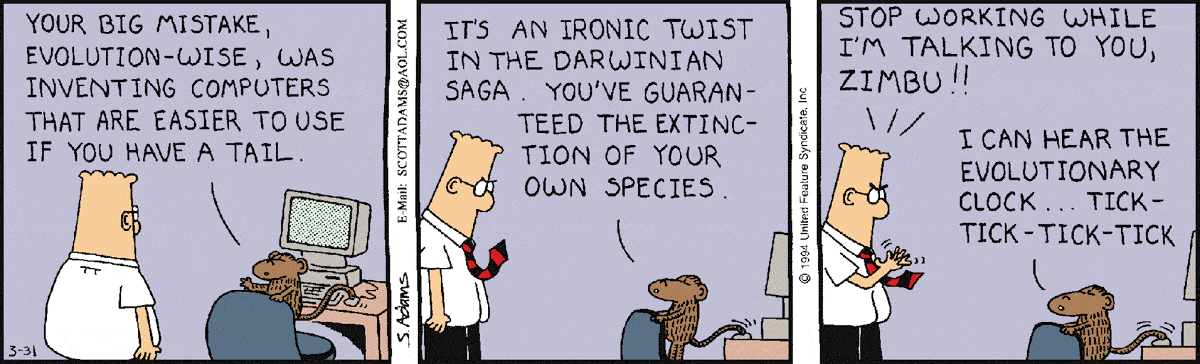 YOUR BIG MISTAKE,
EVOLUTION-WISE, WAS
INVENTING COMPUTERS
THAT ARE EASIER TO USE
IF YOU HAVE A TAIL.
3-31
S. Adams
E-Mail: SCOTTADAMS@AOL.COM
IT'S AN IRONIC TWIST
IN THE DARWINIAN
SAGA. YOU'VE GUARAN-
TEED THE EXTINC-
TION OF YOUR
OWN SPECIES.
© 1994 United Feature Syndicate, Inc
STOP WORKING WHILE
I'M TALKING TO YOU,
ZIMBU!!
I CAN HEAR THE
EVOLUTIONARY
CLOCK... TICK-
TICK-TICK-TICK